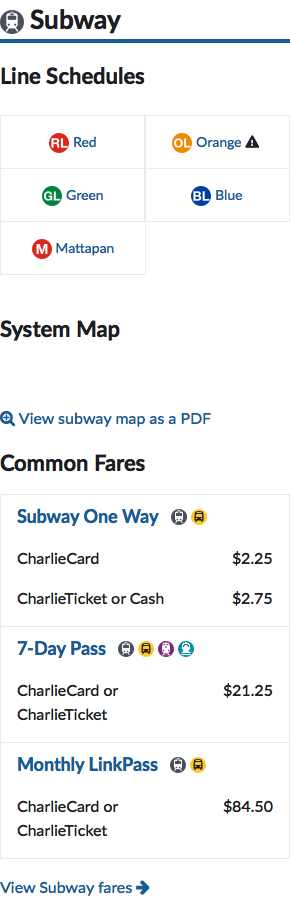 Subway
Line Schedules
RL Red
OL Orange
GL Green
BL Blue
M Mattapan
System Map
View subway map as a PDF
Common Fares
Subway One Way
CharlieCard $2.25
CharlieTicket or Cash $2.75
7-Day Pass
CharlieCard or $21.25
CharlieTicket
Monthly LinkPass
CharlieCard or $84.50
CharlieTicket
View Subway fares